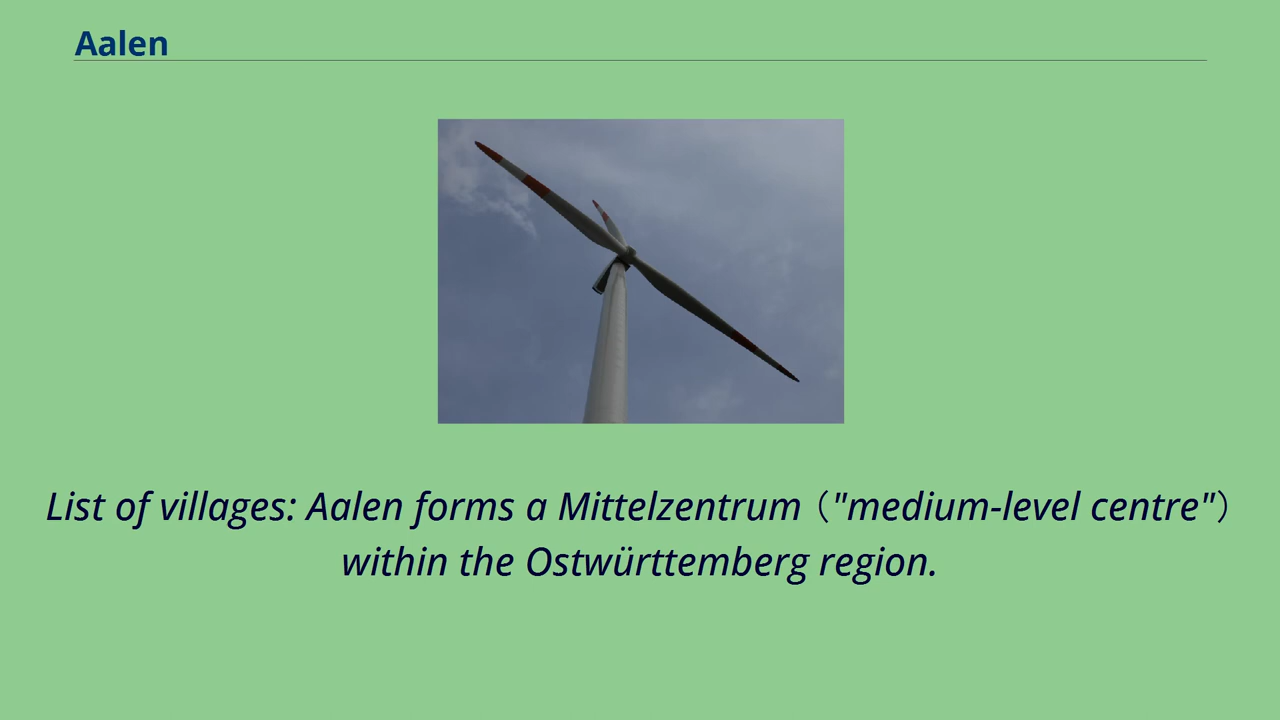 Aalen
List of villages: Aalen forms a Mittelzentrum（"medium-level centre"）
within the Ostwürttemberg region.